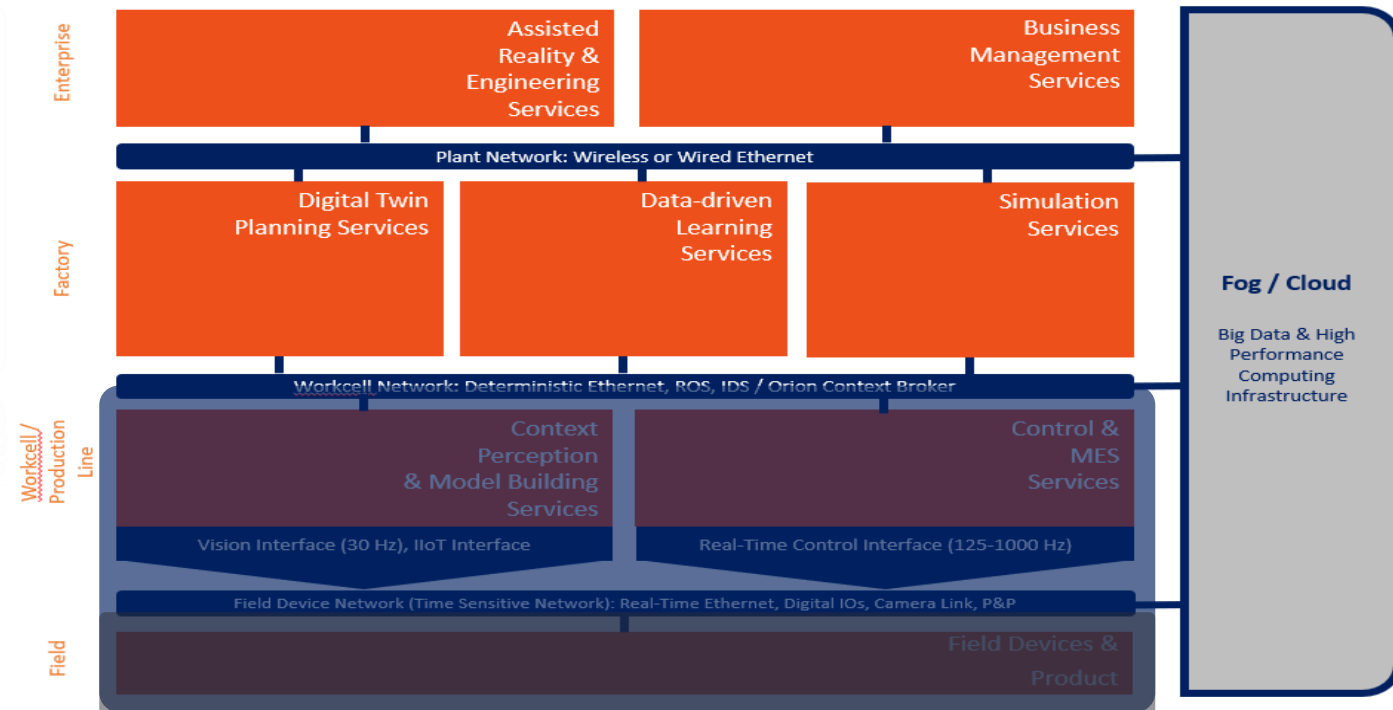 Enterprise
Assisted
Reality &
Engineering
Services
Business
Management
Services
Plant Network: Wireless or Wired Ethernet
Factory
Digital Twin
Planning Services
Data-driven
Learning
Services
Simulation
Services
Workcell Network: Deterministic Ethernet, ROS, IDS / Orion Context Broker
Workcell/
Production
Line
Context
Perception
& Model Building
Services
Control &
MES
Services
Vision Interface (30 Hz), IIoT Interface
Real-Time Control Interface (125-1000 Hz)
Field Device Network (Time Sensitive Network): Real-Time Ethernet, Digital IOs, Camera Link, P&P
Field
Field Devices &
Product
Fog / Cloud
Big Data & High
Performance
Computing
Infrastructure